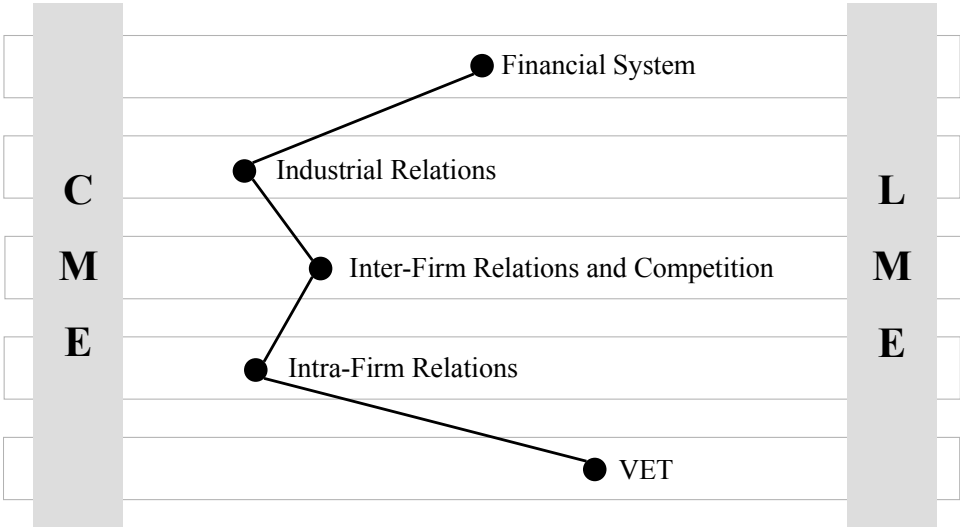 Financial System
Industrial Relations
Inter-Firm Relations and Competition
Intra-Firm Relations
VET
C
M
E
L
M
E